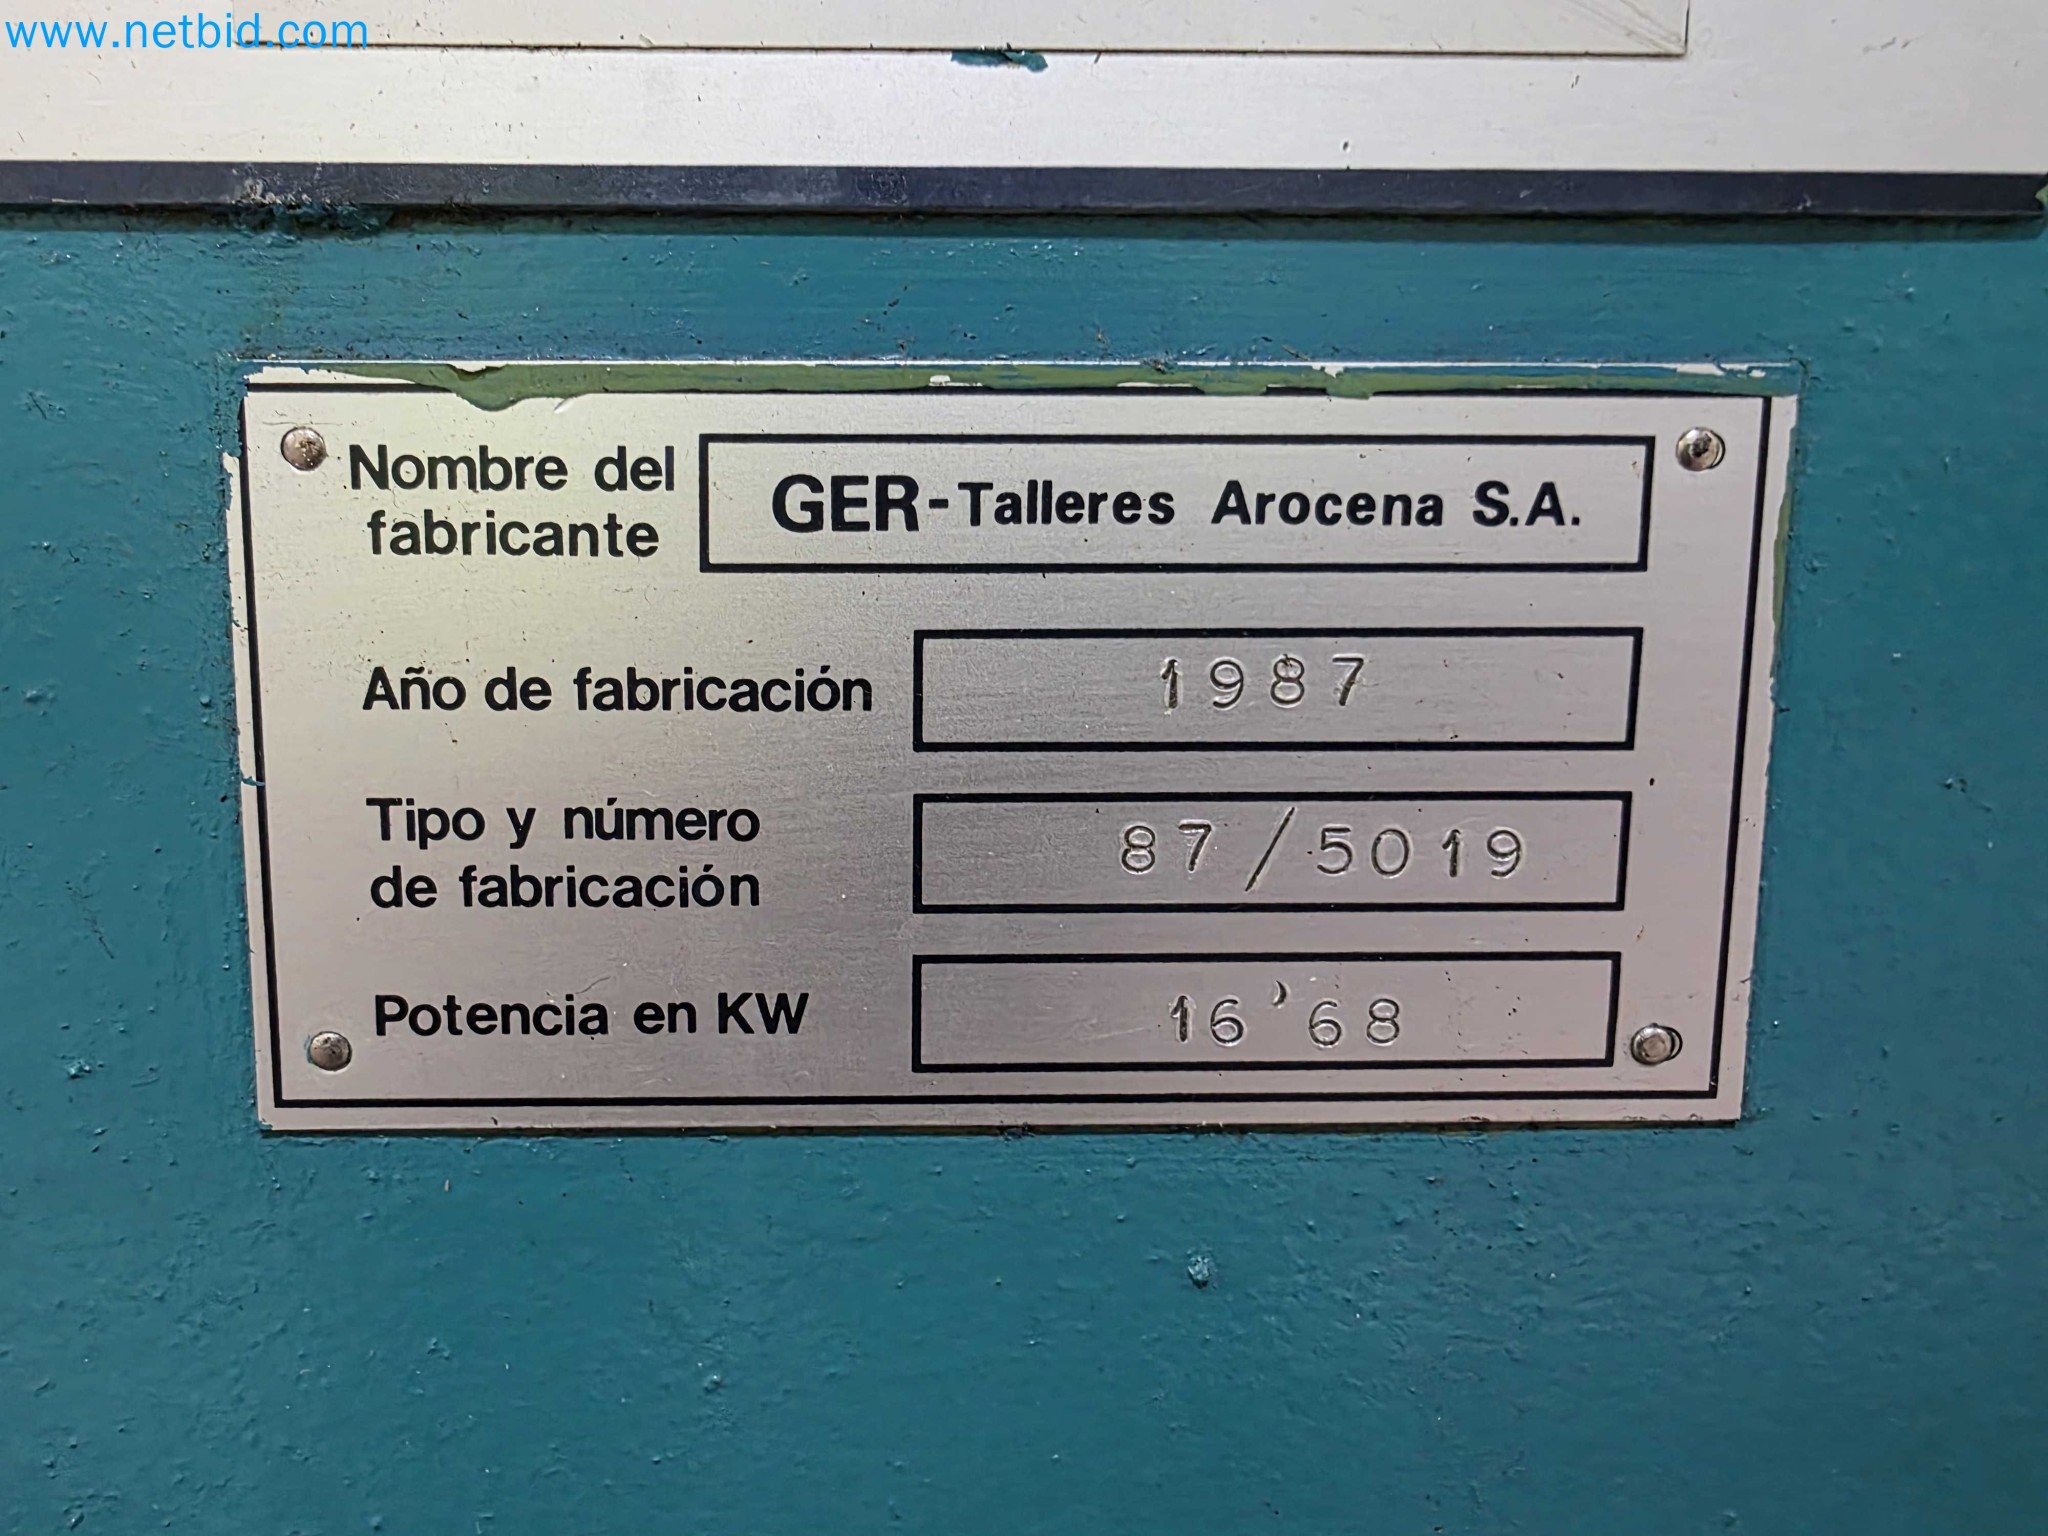 www.netbid.com
Nombre del
fabricante
GER-Talleres Arocena S.A.
Año de fabricación
1987
Tipo y número
de fabricación
87/5019
Potencia en KW
16'68